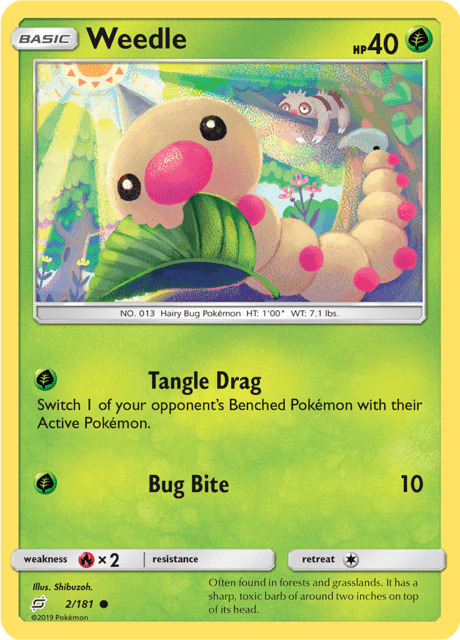 BASIC Weedle HP40
NO. 013 Hairy Bug Pokémon HT: 1'00" WT: 7.1 lbs.
Tangle Drag
Switch 1 of your opponent's Benched Pokémon with their
Active Pokémon.
Bug Bite 10
weakness × 2 resistance retreat
Illus. Shibuzoh.
2/181
©2019 Pokémon
Often found in forests and grasslands. It has a
sharp, toxic barb of around two inches on top
of its head.